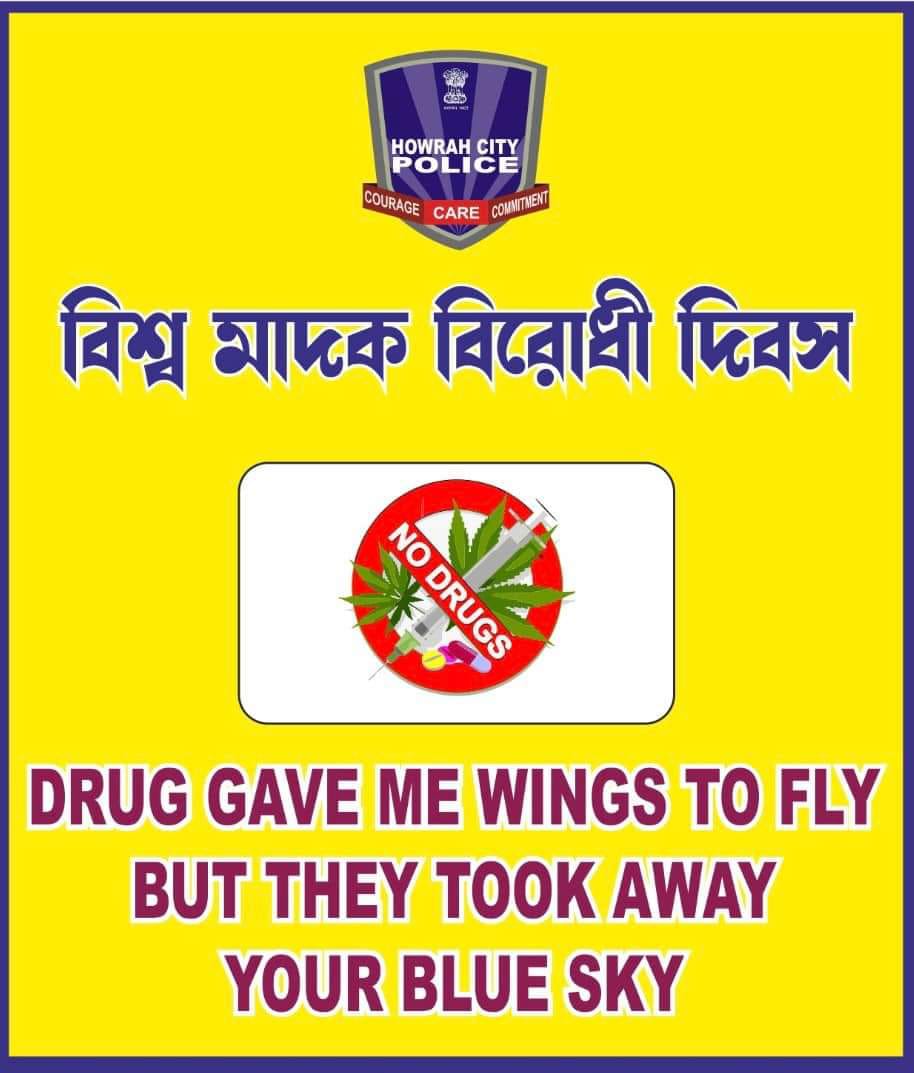 HOWRAH CITY
POLICE
COURAGE CARE COMMITMENT
বিশ্ব মাদক বিরোধী দিবস
NO DRUGS
DRUG GAVE ME WINGS TO FLY
BUT THEY TOOK AWAY
YOUR BLUE SKY